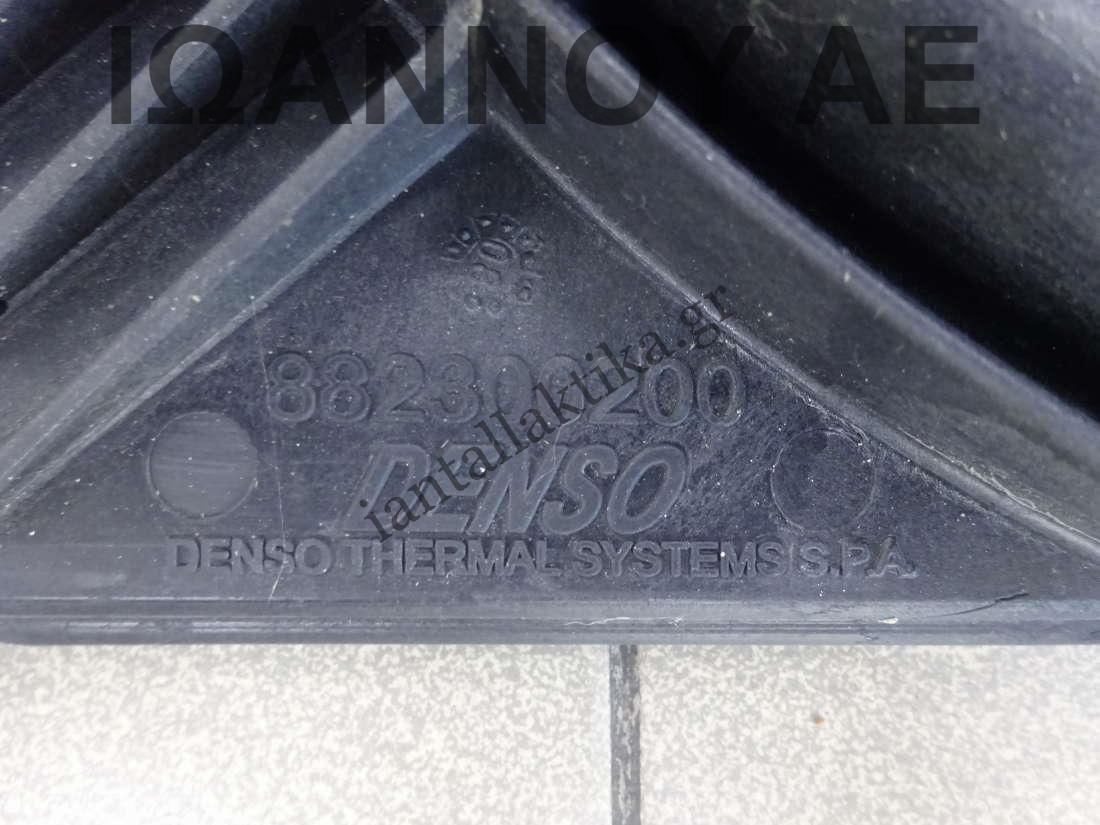 ΙΩΑΝΝΟΥ ΑΕ
iantallaktika.gr
DENSO
DENSO THERMAL SYSTEMS S.P.A.